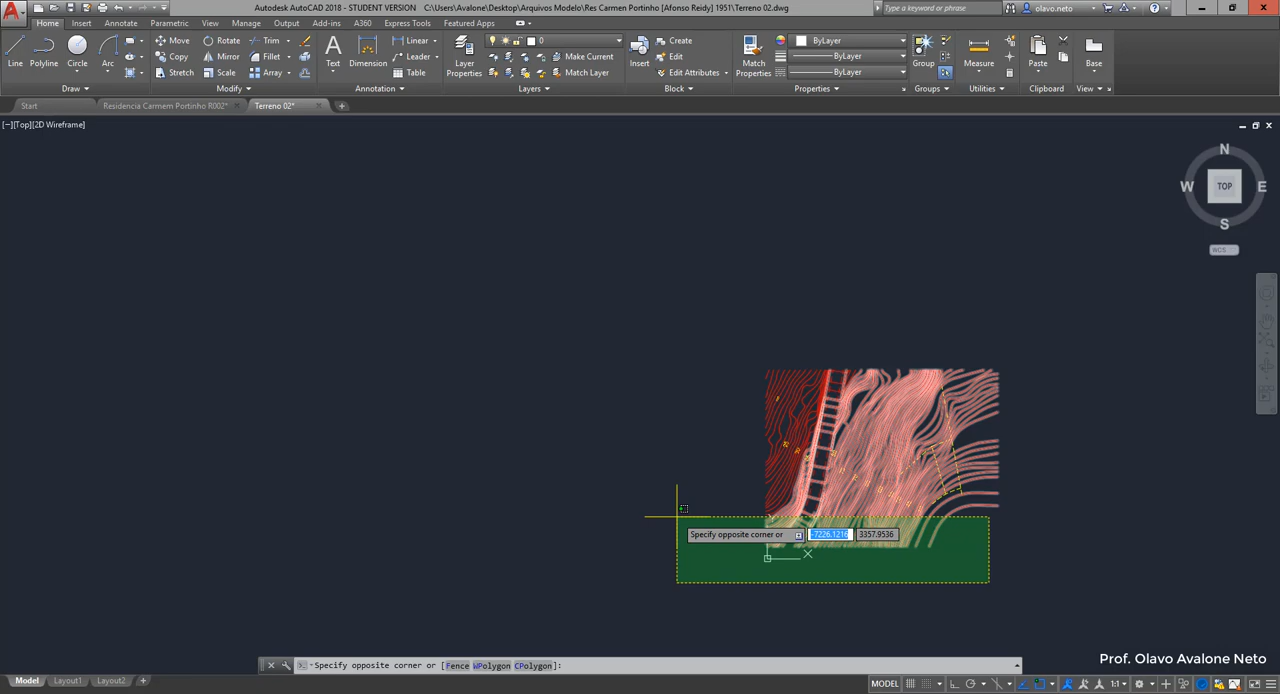 Autodesk AutoCAD 2018 - STUDENT VERSION C:\Users\Avalone\Desktop\Arquivos Modelo\Res Carmen Portinho [Afonso Reidy] 1951\Terreno 02.dwg
Type a keyword or phrase
olavo.neto
Home Insert Annotate Parametric View Manage Output Add-ins A360 Express Tools Featured Apps
Line Polyline Circle Arc
Move Rotate Trim
Copy Mirror Fillet
Stretch Scale Array
Text Dimension
Linear
Leader
Table
Layer Properties
0
Make Current
Match Layer
Insert
Create
Edit
Edit Attributes
Match Properties
ByLayer
ByLayer
ByLayer
Group
Measure
Paste
Base
Draw Modify Annotation Layers Block Properties Groups Utilities Clipboard View
Start Residencia Carmem Portinho R002* Terreno 02*
[−][Top][2D Wireframe]
N
W TOP E
S
WCS
Specify opposite corner or -7226.1216 3357.9536
Specify opposite corner or [Fence WPolygon CPolygon]:
Prof. Olavo Avalone Neto
Model Layout1 Layout2
MODEL 1:1